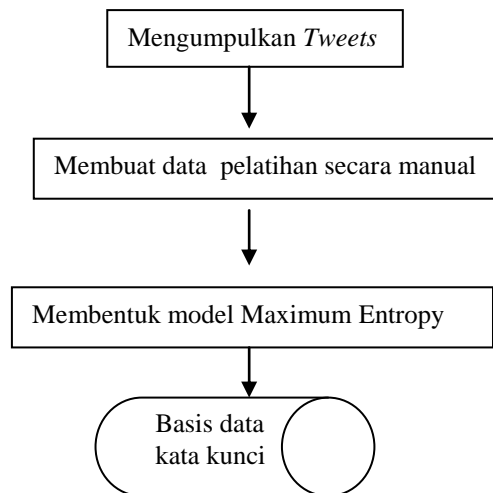 Mengumpulkan Tweets
Membuat data pelatihan secara manual
Membentuk model Maximum Entropy
Basis data
kata kunci